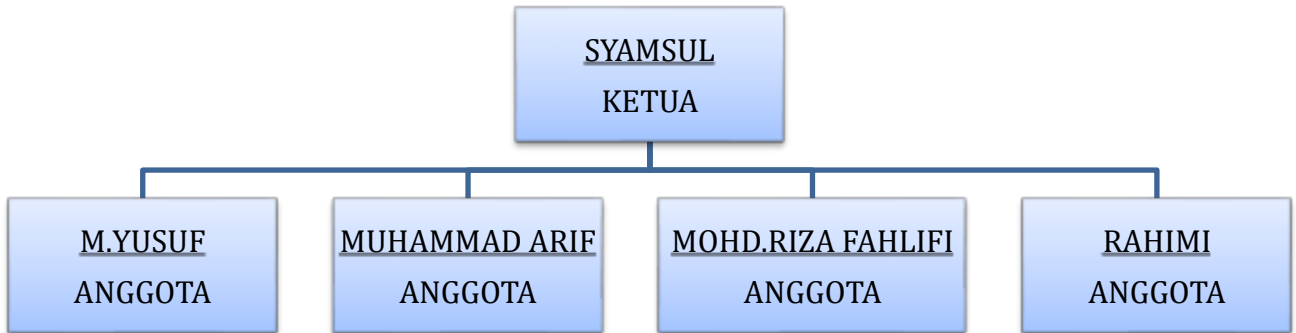 SYAMSUL
KETUA
M.YUSUF
ANGGOTA
MUHAMMAD ARIF
ANGGOTA
MOHD.RIZA FAHLIFI
ANGGOTA
RAHIMI
ANGGOTA